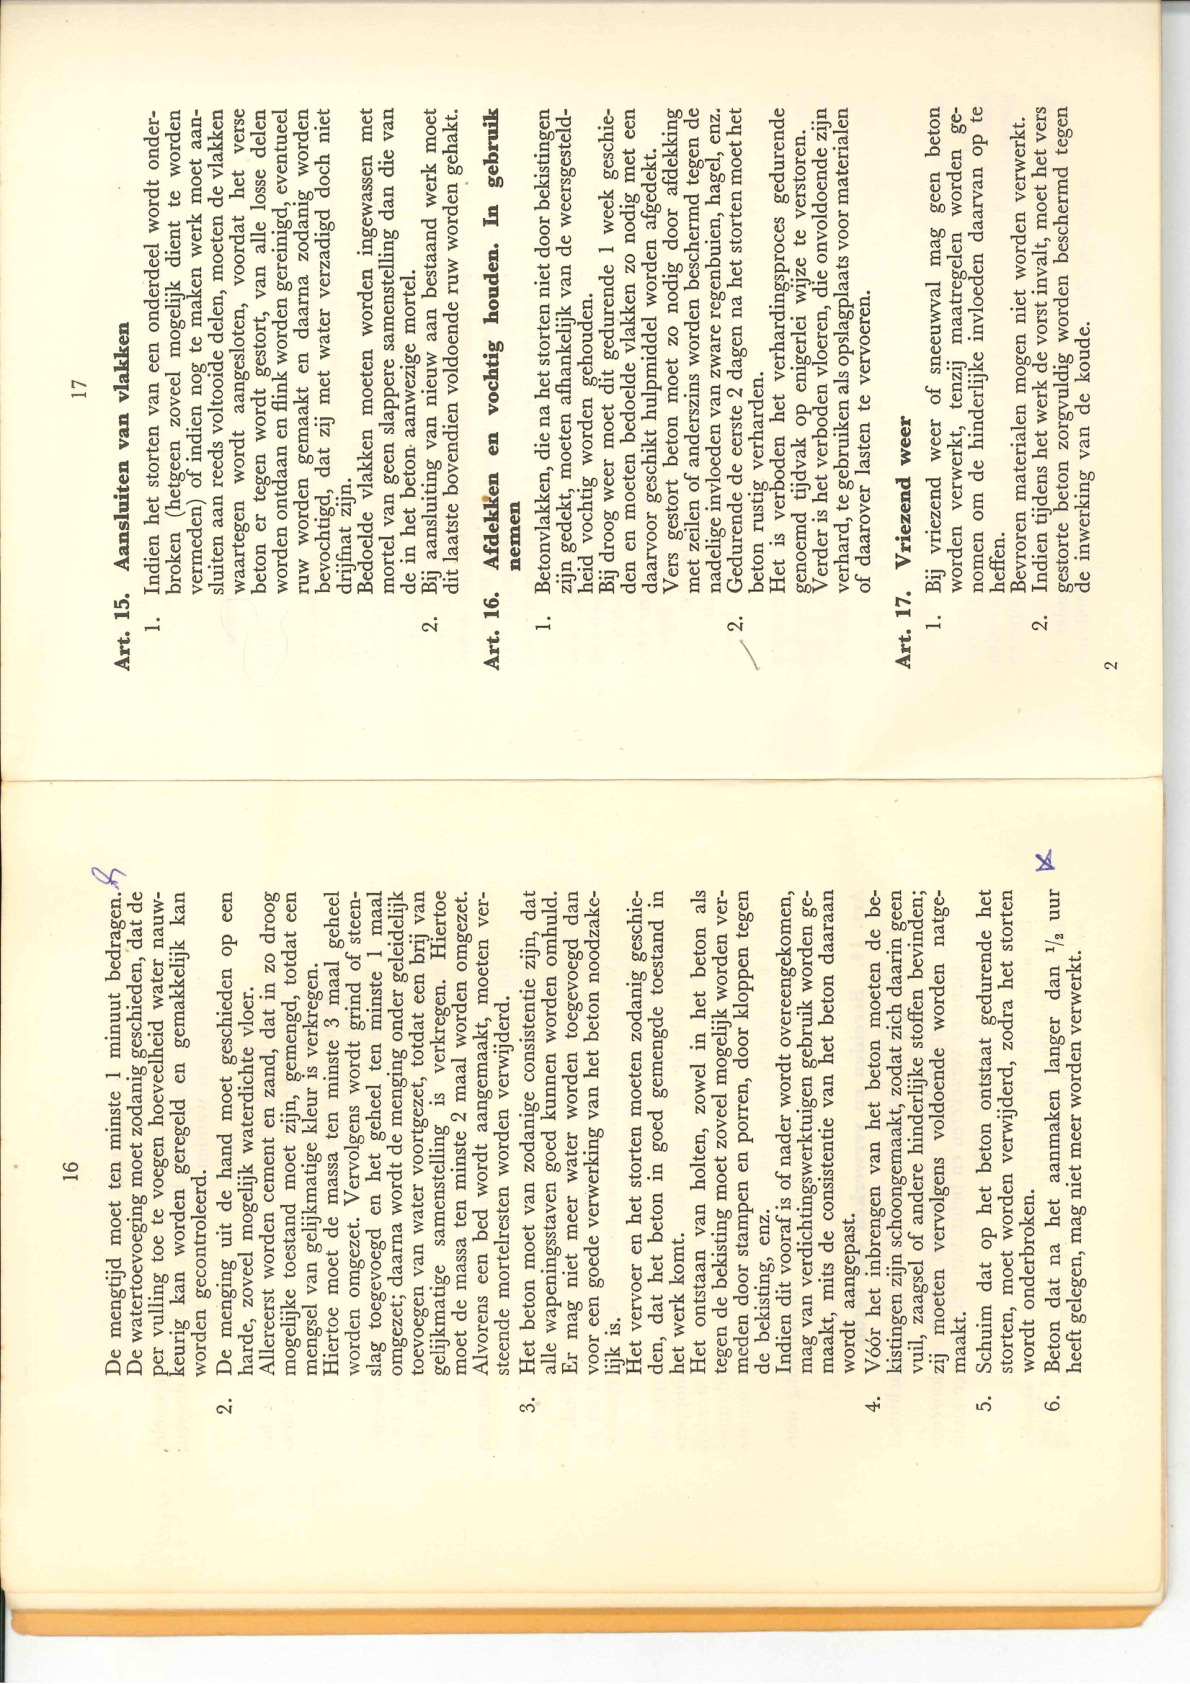 16
De mengtijd moet ten minste 1 minuut bedragen.
De watertoevoeging moet zodanig geschieden, dat de
per vulling toe te voegen hoeveelheid water nauw-
keurig kan worden geregeld en gemakkelijk kan
worden gecontroleerd.
2. De menging uit de hand moet geschieden op een
harde, zoveel mogelijk waterdichte vloer.
Allereerst worden cement en zand, dat in zo droog
mogelijke toestand moet zijn, gemengd, totdat een
mengsel van gelijkmatige kleur is verkregen.
Hiertoe moet de massa ten minste 3 maal geheel
worden omgezet. Vervolgens wordt grind of steen-
slag toegevoegd en het geheel ten minste 1 maal
omgezet; daarna wordt de menging onder geleidelijk
toevoegen van water voortgezet, totdat een brij van
gelijkmatige samenstelling is verkregen. Hiertoe
moet de massa ten minste 2 maal worden omgezet.
Alvorens een bed wordt aangemaakt, moeten ver-
steende mortelresten worden verwijderd.
3. Het beton moet van zodanige consistentie zijn, dat
alle wapeningsstaven goed kunnen worden omhuld.
Er mag niet meer water worden toegevoegd dan
voor een goede verwerking van het beton noodzake-
lijk is.
Het vervoer en het storten moeten zodanig geschie-
den, dat het beton in goed gemengde toestand in
het werk komt.
Het ontstaan van holten, zowel in het beton als
tegen de bekisting moet zoveel mogelijk worden ver-
meden door stampen en porren, door kloppen tegen
de bekisting, enz.
Indien dit vooraf is of nader wordt overeengekomen,
mag van verdichtingswerktuigen gebruik worden ge-
maakt, mits de consistentie van het beton daaraan
wordt aangepast.
4. Vóór het inbrengen van het beton moeten de be-
kistingen zijn schoongemaakt, zodat zich daarin geen
vuil, zaagsel of andere hinderlijke stoffen bevinden;
zij moeten vervolgens voldoende worden natge-
maakt.
5. Schuim dat op het beton ontstaat gedurende het
storten, moet worden verwijderd, zodra het storten
wordt onderbroken.
6. Beton dat na het aanmaken langer dan 1/2 uur
heeft gelegen, mag niet meer worden verwerkt.
17
Art. 15. Aansluiten van vlakken
1. Indien het storten van een onderdeel wordt onder-
broken (hetgeen zoveel mogelijk dient te worden
vermeden) of indien nog te maken werk moet aan-
sluiten aan reeds voltooide delen, moeten de vlakken
waartegen wordt aangesloten, voordat het verse
beton er tegen wordt gestort, van alle losse delen
worden ontdaan en flink worden gereinigd, eventueel
ruw worden gemaakt en daarna zodanig worden
bevochtigd, dat zij met water verzadigd doch niet
drijfnat zijn.
Bedoelde vlakken moeten worden ingewassen met
mortel van geen slappere samenstelling dan die van
de in het beton aanwezige mortel.
2. Bij aansluiting van nieuw aan bestand werk moet
dit laatste bovendien voldoende ruw worden gehakt.
Art. 16. Afdekken en vochtig houden. In gebruik
nemen
1. Betonvlakken, die na het storten niet door bekistingen
zijn gedekt, moeten afhankelijk van de weersgesteld-
heid vochtig worden gehouden.
Bij droog weer moet dit gedurende 1 week geschie-
den en moeten bedoelde vlakken zo nodig met een
daarvoor geschikt hulpmiddel worden afgedekt.
Vers gestort beton moet zo nodig door afdekking
met zeilen of anderszins worden beschermd tegen de
nadelige invloeden van zware regenbuien, hagel, enz.
2. Gedurende de eerste 2 dagen na het storten moet het
beton rustig verharden.
Het is verboden het verhardingsproces gedurende
genoemd tijdvak op enigerlei wijze te verstoren.
Verder is het verboden vloeren, die onvoldoende zijn
verhard, te gebruiken als opslagplaats voor materialen
of daarover lasten te vervoeren.
Art. 17. Vriezend weer
1. Bij vriezend weer of sneeuwval mag geen beton
worden verwerkt, tenzij maatregelen worden ge-
nomen om de hinderlijke invloeden daarvan op te
heffen.
Bevroren materialen mogen niet worden verwerkt.
2. Indien tijdens het werk de vorst invalt, moet het vers
gestorte beton zorgvuldig worden beschermd tegen
de inwerking van de koude.
2